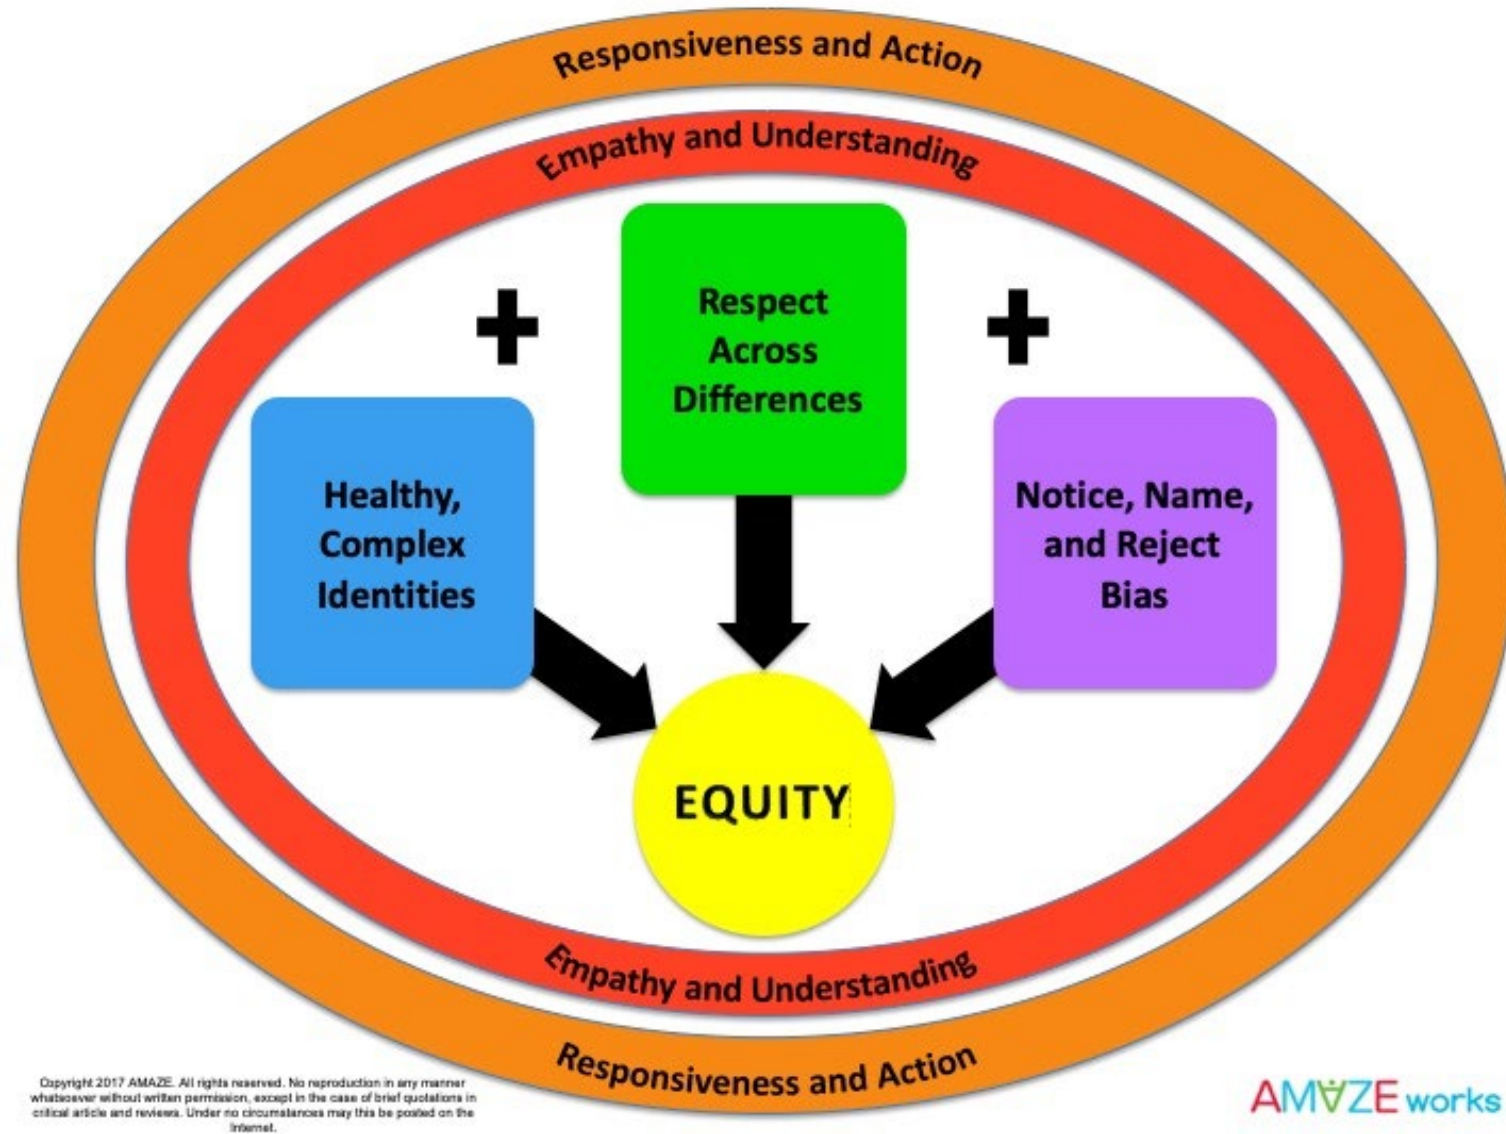 Responsiveness and Action
Empathy and Understanding
Respect
Across
Differences
Healthy,
Complex
Identities
Notice, Name,
and Reject
Bias
EQUITY
Empathy and Understanding
Responsiveness and Action
Copyright 2017 AMAZE. All rights reserved. No reproduction in any manner
whatsoever without written permission, except in the case of brief quotations in
critical article and reviews. Under no circumstances may this be posted on the
Internet.
AMAZE works